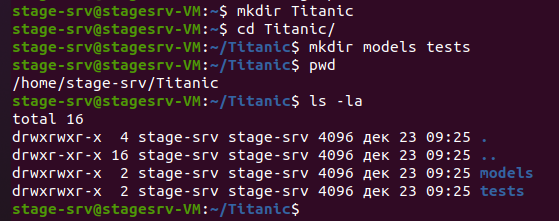 stage-srv@stagesrv-VM:~$ mkdir Titanic
stage-srv@stagesrv-VM:~$ cd Titanic/
stage-srv@stagesrv-VM:~/Titanic$ mkdir models tests
stage-srv@stagesrv-VM:~/Titanic$ pwd
/home/stage-srv/Titanic
stage-srv@stagesrv-VM:~/Titanic$ ls -la
total 16
drwxrwxr-x  4 stage-srv stage-srv 4096 дек 23 09:25 .
drwxr-xr-x 16 stage-srv stage-srv 4096 дек 23 09:25 ..
drwxrwxr-x  2 stage-srv stage-srv 4096 дек 23 09:25 models
drwxrwxr-x  2 stage-srv stage-srv 4096 дек 23 09:25 tests
stage-srv@stagesrv-VM:~/Titanic$